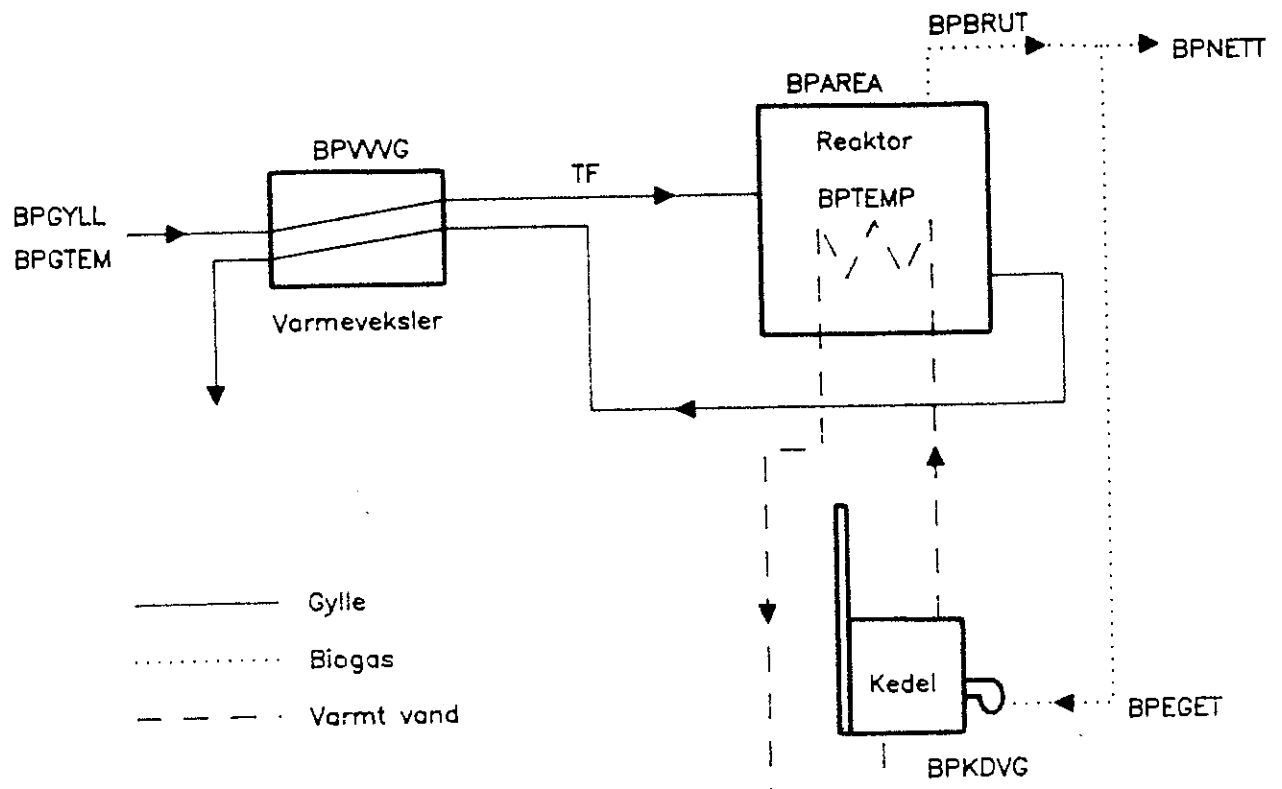 BPBRUT
BPNETT
BPAREA
Reaktor
BPVVVG
TF
BPTEMP
BPGYLL
BPGTEM
Varmeveksler
Gylle
Biogas
Varmt vand
Kedel
BPEGET
BPKDVG